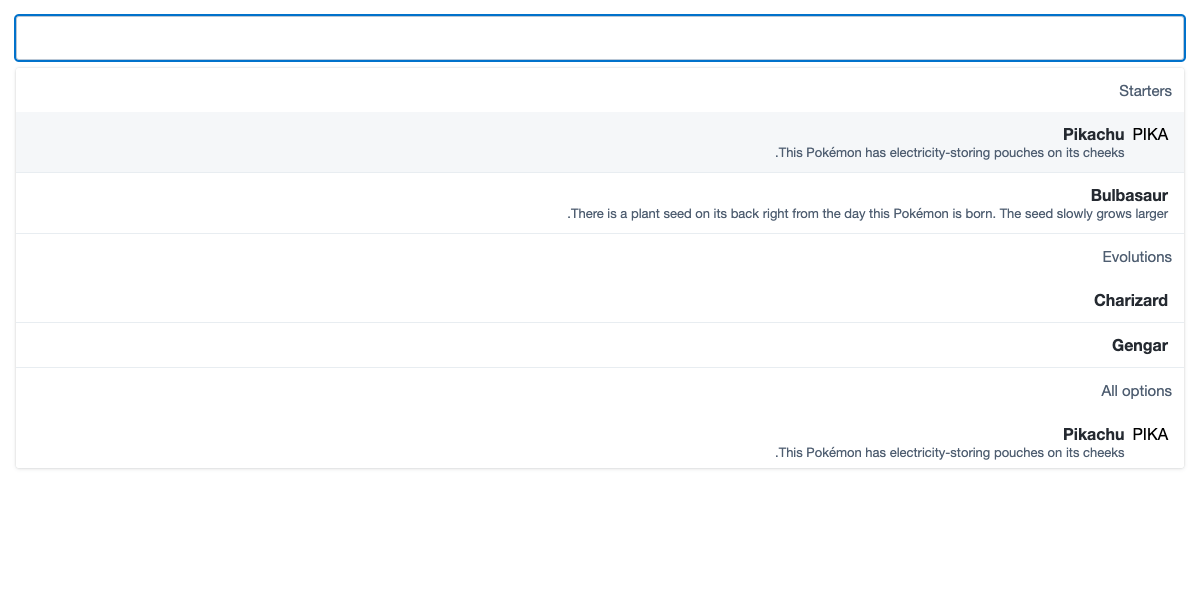 Starters
Pikachu PIKA
.This Pokémon has electricity-storing pouches on its cheeks
Bulbasaur
.There is a plant seed on its back right from the day this Pokémon is born. The seed slowly grows larger
Evolutions
Charizard
Gengar
All options
Pikachu PIKA
.This Pokémon has electricity-storing pouches on its cheeks